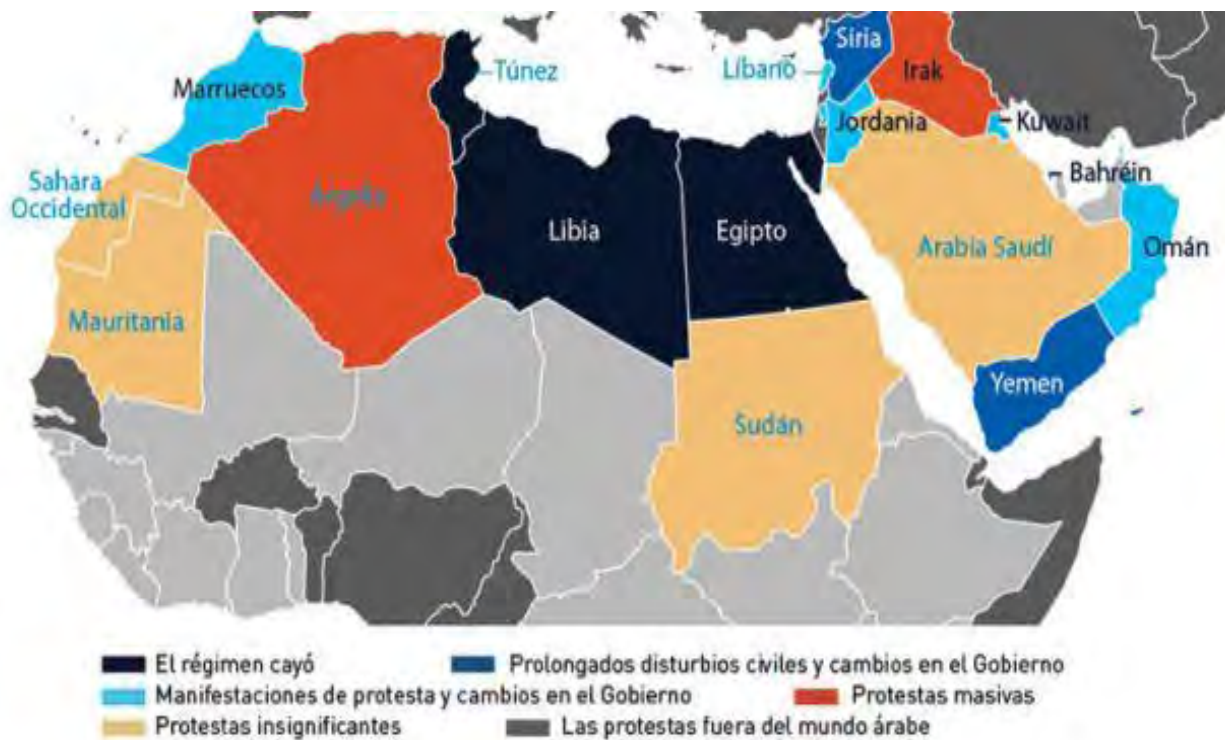 Siria
Túnez
Líbano
Irak
Marruecos
Jordania
Kuwait
Bahréin
Sahara
Occidental
Argelia
Libia
Egipto
Arabia Saudí
Omán
Mauritania
Yemen
Sudán
El régimen cayó
Prolongados disturbios civiles y cambios en el Gobierno
Manifestaciones de protesta y cambios en el Gobierno
Protestas masivas
Protestas insignificantes
Las protestas fuera del mundo árabe